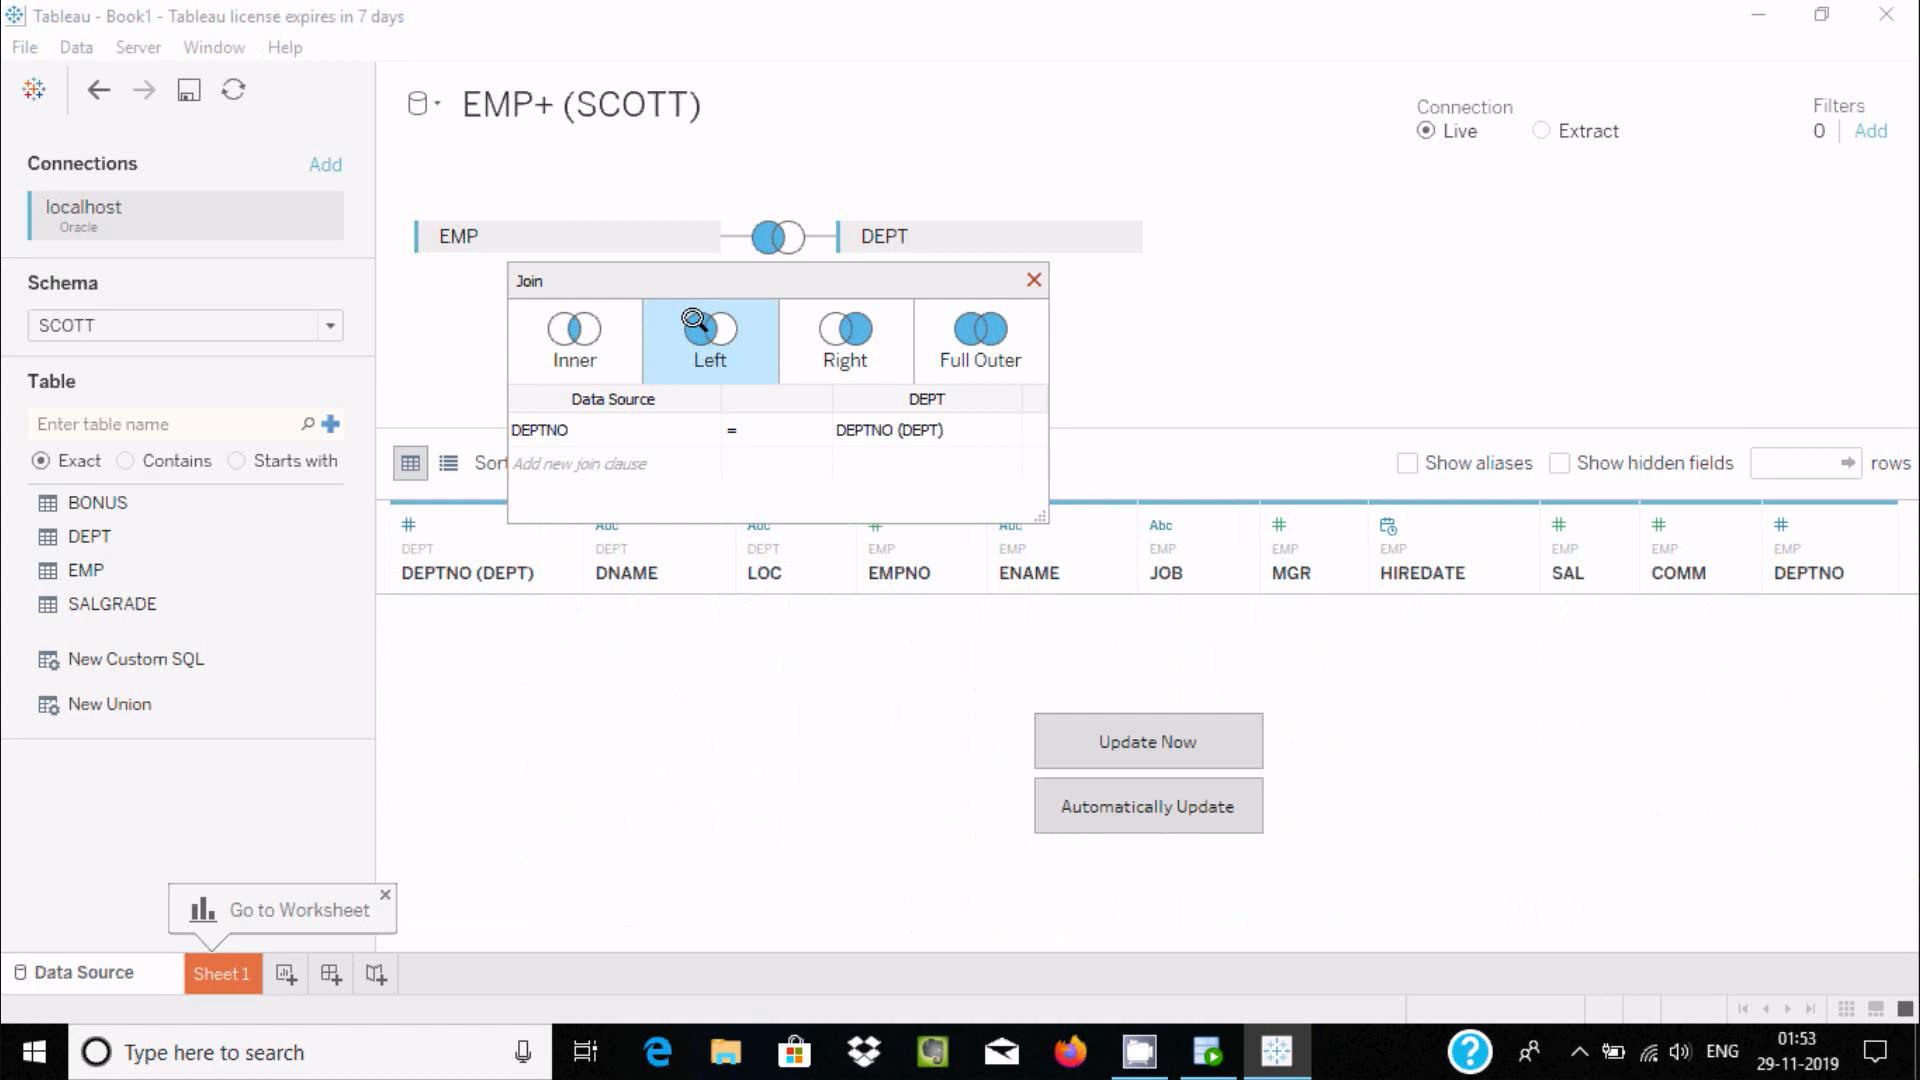 Tableau - Book1 - Tableau license expires in 7 days
File Data Server Window Help
Connections Add
localhost
Oracle
Schema
SCOTT
Table
Enter table name
Exact Contains Starts with
BONUS
DEPT
EMP
SALGRADE
New Custom SQL
New Union
EMP+ (SCOTT)
Connection
Live Extract
Filters
0 Add
EMP DEPT
Join
Inner Left Right Full Outer
Data Source DEPT
DEPTNO = DEPTNO (DEPT)
Add new join clause
Sort
Show aliases Show hidden fields rows
# Abc Abc # Abc Abc # # # #
DEPT DEPT DEPT EMP EMP EMP EMP EMP EMP EMP EMP
DEPTNO (DEPT) DNAME LOC EMPNO ENAME JOB MGR HIREDATE SAL COMM DEPTNO
Update Now
Automatically Update
Go to Worksheet
Data Source Sheet 1
Type here to search
ENG
01:53
29-11-2019